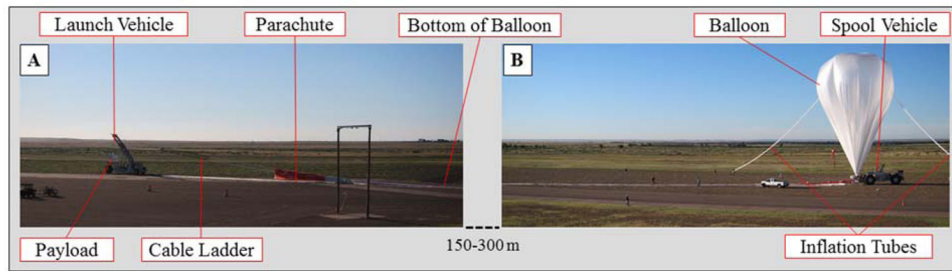 Launch Vehicle
Parachute
Bottom of Balloon
Balloon
Spool Vehicle
A
B
Payload
Cable Ladder
150-300 m
Inflation Tubes